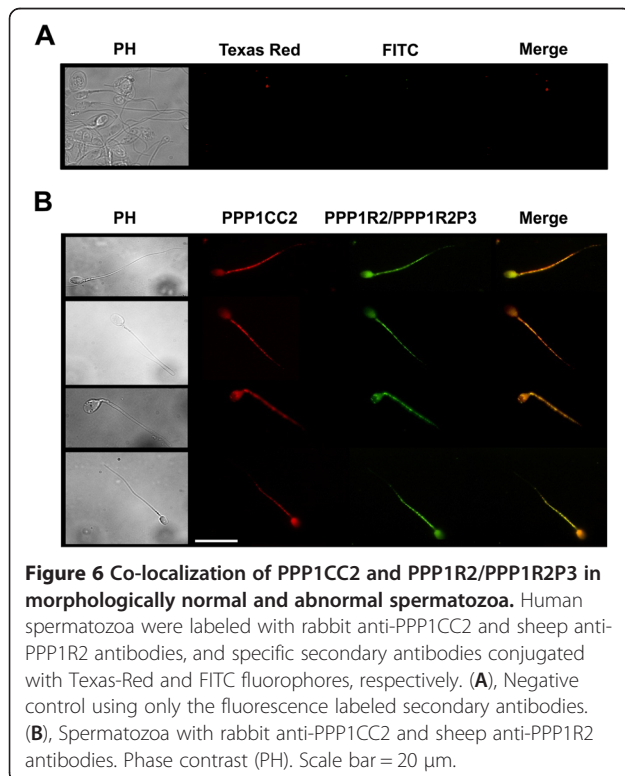 A
PH Texas Red FITC Merge
B
PH PPP1CC2 PPP1R2/PPP1R2P3 Merge
Figure 6 Co-localization of PPP1CC2 and PPP1R2/PPP1R2P3 in
morphologically normal and abnormal spermatozoa. Human
spermatozoa were labeled with rabbit anti-PPP1CC2 and sheep anti-
PPP1R2 antibodies, and specific secondary antibodies conjugated
with Texas-Red and FITC fluorophores, respectively. (A), Negative
control using only the fluorescence labeled secondary antibodies.
(B), Spermatozoa with rabbit anti-PPP1CC2 and sheep anti-PPP1R2
antibodies. Phase contrast (PH). Scale bar = 20 μm.